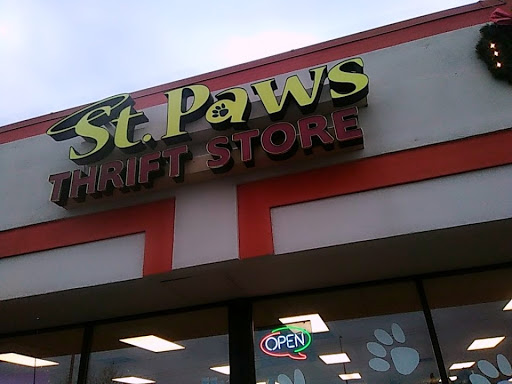 St. Paws
THRIFT STORE
OPEN